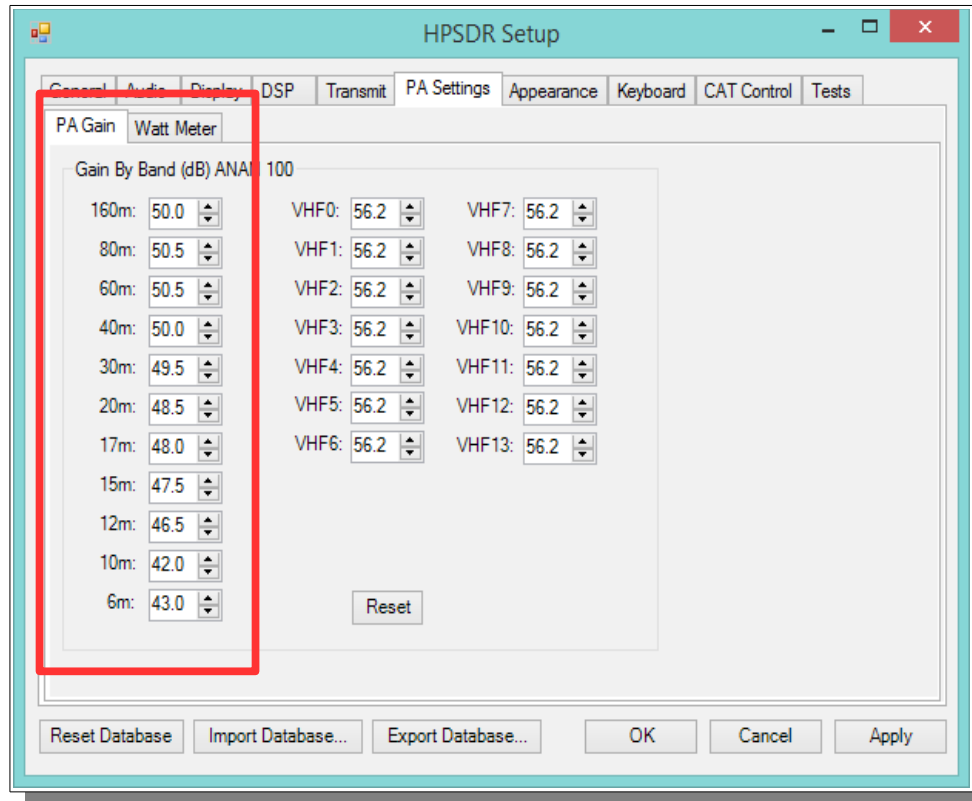 HPSDR Setup
General Audio Display DSP Transmit PA Settings Appearance Keyboard CAT Control Tests
PA Gain Watt Meter
Gain By Band (dB) ANAN 100
160m: 50.0 VHF0: 56.2 VHF7: 56.2
80m: 50.5 VHF1: 56.2 VHF8: 56.2
60m: 50.5 VHF2: 56.2 VHF9: 56.2
40m: 50.0 VHF3: 56.2 VHF10: 56.2
30m: 49.5 VHF4: 56.2 VHF11: 56.2
20m: 48.5 VHF5: 56.2 VHF12: 56.2
17m: 48.0 VHF6: 56.2 VHF13: 56.2
15m: 47.5
12m: 46.5
10m: 42.0
6m: 43.0 Reset
Reset Database Import Database... Export Database... OK Cancel Apply